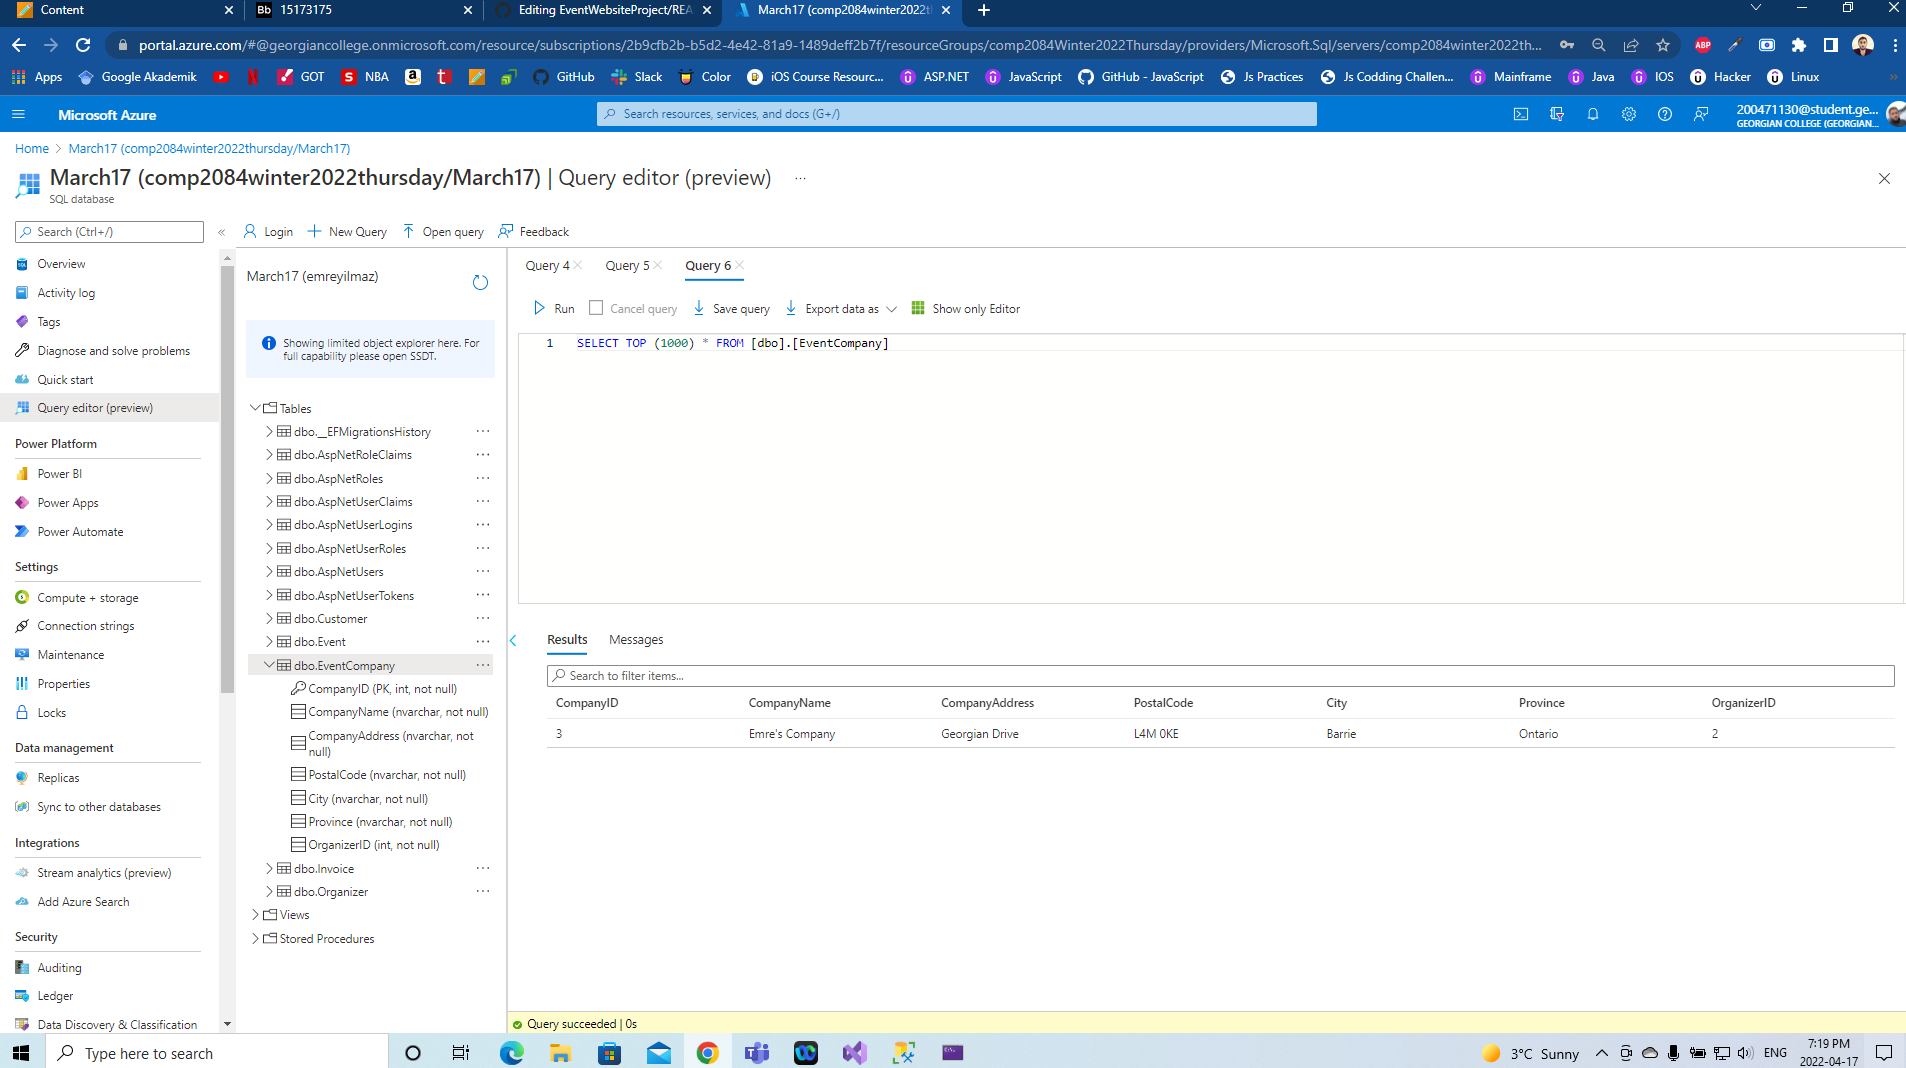 Content
Bb 15173175
Editing EventWebsiteProject/REA
March17 (comp2084winter2022th
portal.azure.com/#@georgiancollege.onmicrosoft.com/resource/subscriptions/2b9cfb2b-b5d2-4e42-81a9-1489deff2b7f/resourceGroups/comp2084Winter2022Thursday/providers/Microsoft.Sql/servers/comp2084winter2022th...
ABP
Apps
Google Akademik
GOT
NBA
GitHub
Slack
Color
iOS Course Resourc...
ASP.NET
JavaScript
GitHub - JavaScript
Js Practices
Js Codding Challen...
Mainframe
Java
IOS
Hacker
Linux
Microsoft Azure
Search resources, services, and docs (G+/)
200471130@student.ge...
GEORGIAN COLLEGE (GEORGIAN...
Home > March17 (comp2084winter2022thursday/March17)
March17 (comp2084winter2022thursday/March17) | Query editor (preview) ...
SQL database
Search (Ctrl+/)
«
Login
New Query
Open query
Feedback
Overview
Activity log
Tags
Diagnose and solve problems
Quick start
Query editor (preview)
Power Platform
Power BI
Power Apps
Power Automate
Settings
Compute + storage
Connection strings
Maintenance
Properties
Locks
Data management
Replicas
Sync to other databases
Integrations
Stream analytics (preview)
Add Azure Search
Security
Auditing
Ledger
Data Discovery & Classification
March17 (emreyilmaz)
Showing limited object explorer here. For
full capability please open SSDT.
Tables
dbo.__EFMigrationsHistory
dbo.AspNetRoleClaims
dbo.AspNetRoles
dbo.AspNetUserClaims
dbo.AspNetUserLogins
dbo.AspNetUserRoles
dbo.AspNetUsers
dbo.AspNetUserTokens
dbo.Customer
dbo.Event
dbo.EventCompany
CompanyID (PK, int, not null)
CompanyName (nvarchar, not null)
CompanyAddress (nvarchar, not
null)
PostalCode (nvarchar, not null)
City (nvarchar, not null)
Province (nvarchar, not null)
OrganizerID (int, not null)
dbo.Invoice
dbo.Organizer
Views
Stored Procedures
Query 4
Query 5
Query 6
Run
Cancel query
Save query
Export data as
Show only Editor
1 SELECT TOP (1000) * FROM [dbo].[EventCompany]
Results
Messages
Search to filter items...
CompanyID CompanyName CompanyAddress PostalCode City Province OrganizerID
3 Emre's Company Georgian Drive L4M 0KE Barrie Ontario 2
Query succeeded | 0s
Type here to search
3°C Sunny
ENG
7:19 PM
2022-04-17